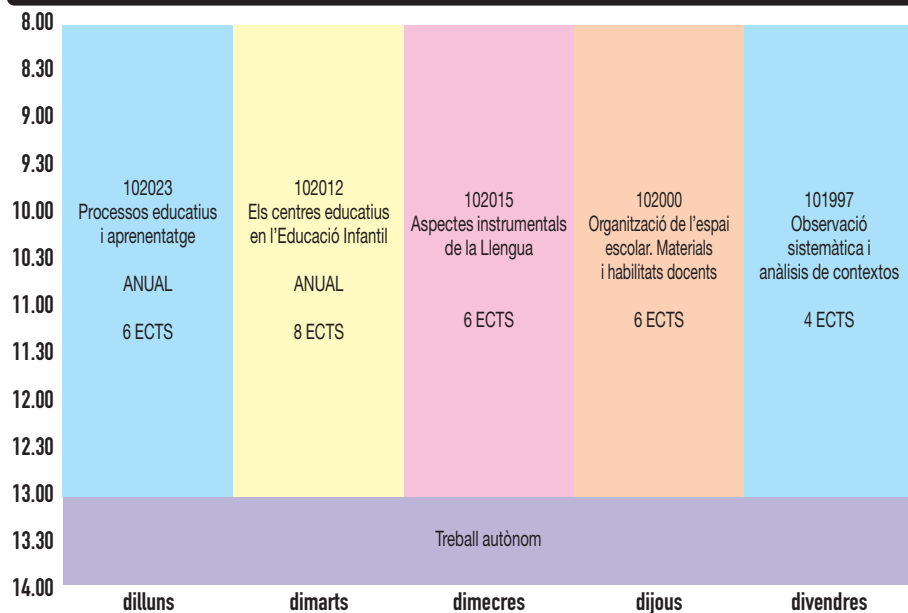 8.00
8.30
9.00
9.30
10.00
10.30
11.00
11.30
12.00
12.30
13.00
13.30
14.00
102023
Processos educatius
i aprenentatge
ANUAL
6 ECTS
102012
Els centres educatius
en l'Educació Infantil
ANUAL
8 ECTS
102015
Aspectes instrumentals
de la Llengua
6 ECTS
102000
Organització de l'espai
escolar. Materials
i habilitats docents
6 ECTS
101997
Observació
sistemàtica i
anàlisis de contextos
4 ECTS
Treball autònom
dilluns
dimarts
dimecres
dijous
divendres